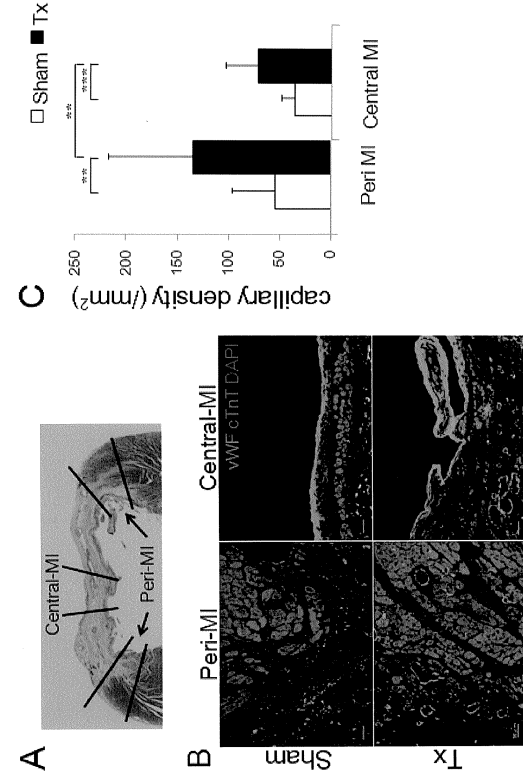 A
Central-MI
Peri-MI
B
Peri-MI
Central-MI
vWF cTnT DAPI
Sham
Tx
C
□ Sham ■ Tx
**
**
***
capillary density (/mm²)
250
200
150
100
50
0
Peri MI
Central MI